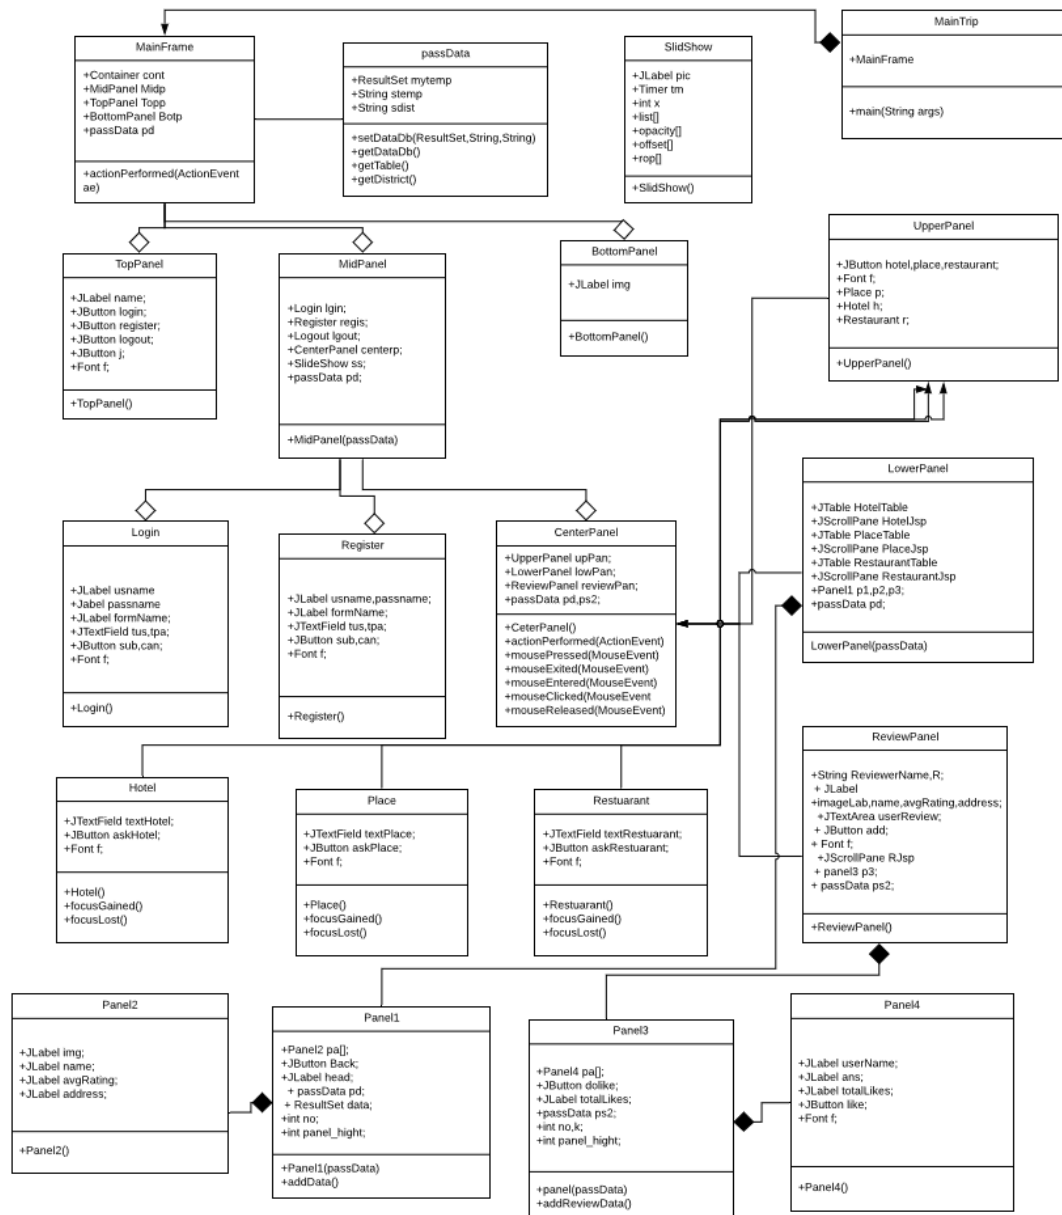 MainFrame
+Container cont
+MidPanel Midp
+TopPanel Topp
+BottomPanel Botp
+passData pd
+actionPerformed(ActionEvent
ae)
passData
+ResultSet mytemp
+String stemp
+String sdist
+setDataDb(ResultSet,String,String)
+getDataDb()
+getTable()
+getDistrict()
SlidShow
+JLabel pic
+Timer tm
+int x
+list[]
+opacity[]
+offset[]
+rop[]
+SlidShow()
MainTrip
+MainFrame
+main(String args)
TopPanel
+JLabel name;
+JButton login;
+JButton register;
+JButton logout;
+JButton j;
+Font f;
+TopPanel()
MidPanel
+Login lgin;
+Register regis;
+Logout lgout;
+CenterPanel centerp;
+SlideShow ss;
+passData pd;
+MidPanel(passData)
BottomPanel
+JLabel img
+BottomPanel()
UpperPanel
+JButton hotel,place,restaurant;
+Font f;
+Place p;
+Hotel h;
+Restaurant r;
+UpperPanel()
Login
+JLabel usname
+Jabel passname
+JLabel formName;
+JTextField tus,tpa;
+JButton sub,can;
+Font f;
+Login()
Register
+JLabel usname,passname;
+JLabel formName;
+JTextField tus,tpa;
+JButton sub,can;
+Font f;
+Register()
CenterPanel
+UpperPanel upPan;
+LowerPanel lowPan;
+ReviewPanel reviewPan;
+passData pd,ps2;
+CeterPanel()
+actionPerformed(ActionEvent)
+mousePressed(MouseEvent)
+mouseExited(MouseEvent)
+mouseEntered(MouseEvent)
+mouseClicked(MouseEvent
+mouseReleased(MouseEvent)
LowerPanel
+JTable HotelTable
+JScrollPane HotelJsp
+JTable PlaceTable
+JScrollPane PlaceJsp
+JTable RestaurantTable
+JScrollPane RestaurantJsp
+Panel1 p1,p2,p3;
+passData pd;
LowerPanel(passData)
Hotel
+JTextField textHotel;
+JButton askHotel;
+Font f;
+Hotel()
+focusGained()
+focusLost()
Place
+JTextField textPlace;
+JButton askPlace;
+Font f;
+Place()
+focusGained()
+focusLost()
Restuarant
+JTextField textRestuarant;
+JButton askRestuarant;
+Font f;
+Restuarant()
+focusGained()
+focusLost()
ReviewPanel
+String ReviewerName,R;
+ JLabel
+imageLab,name,avgRating,address;
+JTextArea userReview;
+ JButton add;
+ Font f;
+JScrollPane RJsp
+ panel3 p3;
+ passData ps2;
+ReviewPanel()
Panel2
+JLabel img;
+JLabel name;
+JLabel avgRating;
+JLabel address;
+Panel2()
Panel1
+Panel2 pa[];
+JButton Back;
+JLabel head;
+ passData pd;
+ ResultSet data;
+int no;
+int panel_hight;
+Panel1(passData)
+addData()
Panel3
+Panel4 pa[];
+JButton dolike;
+JLabel totalLikes;
+passData ps2;
+int no,k;
+int panel_hight;
+panel(passData)
+addReviewData()
Panel4
+JLabel userName;
+JLabel ans;
+JLabel totalLikes;
+JButton like;
+Font f;
+Panel4()